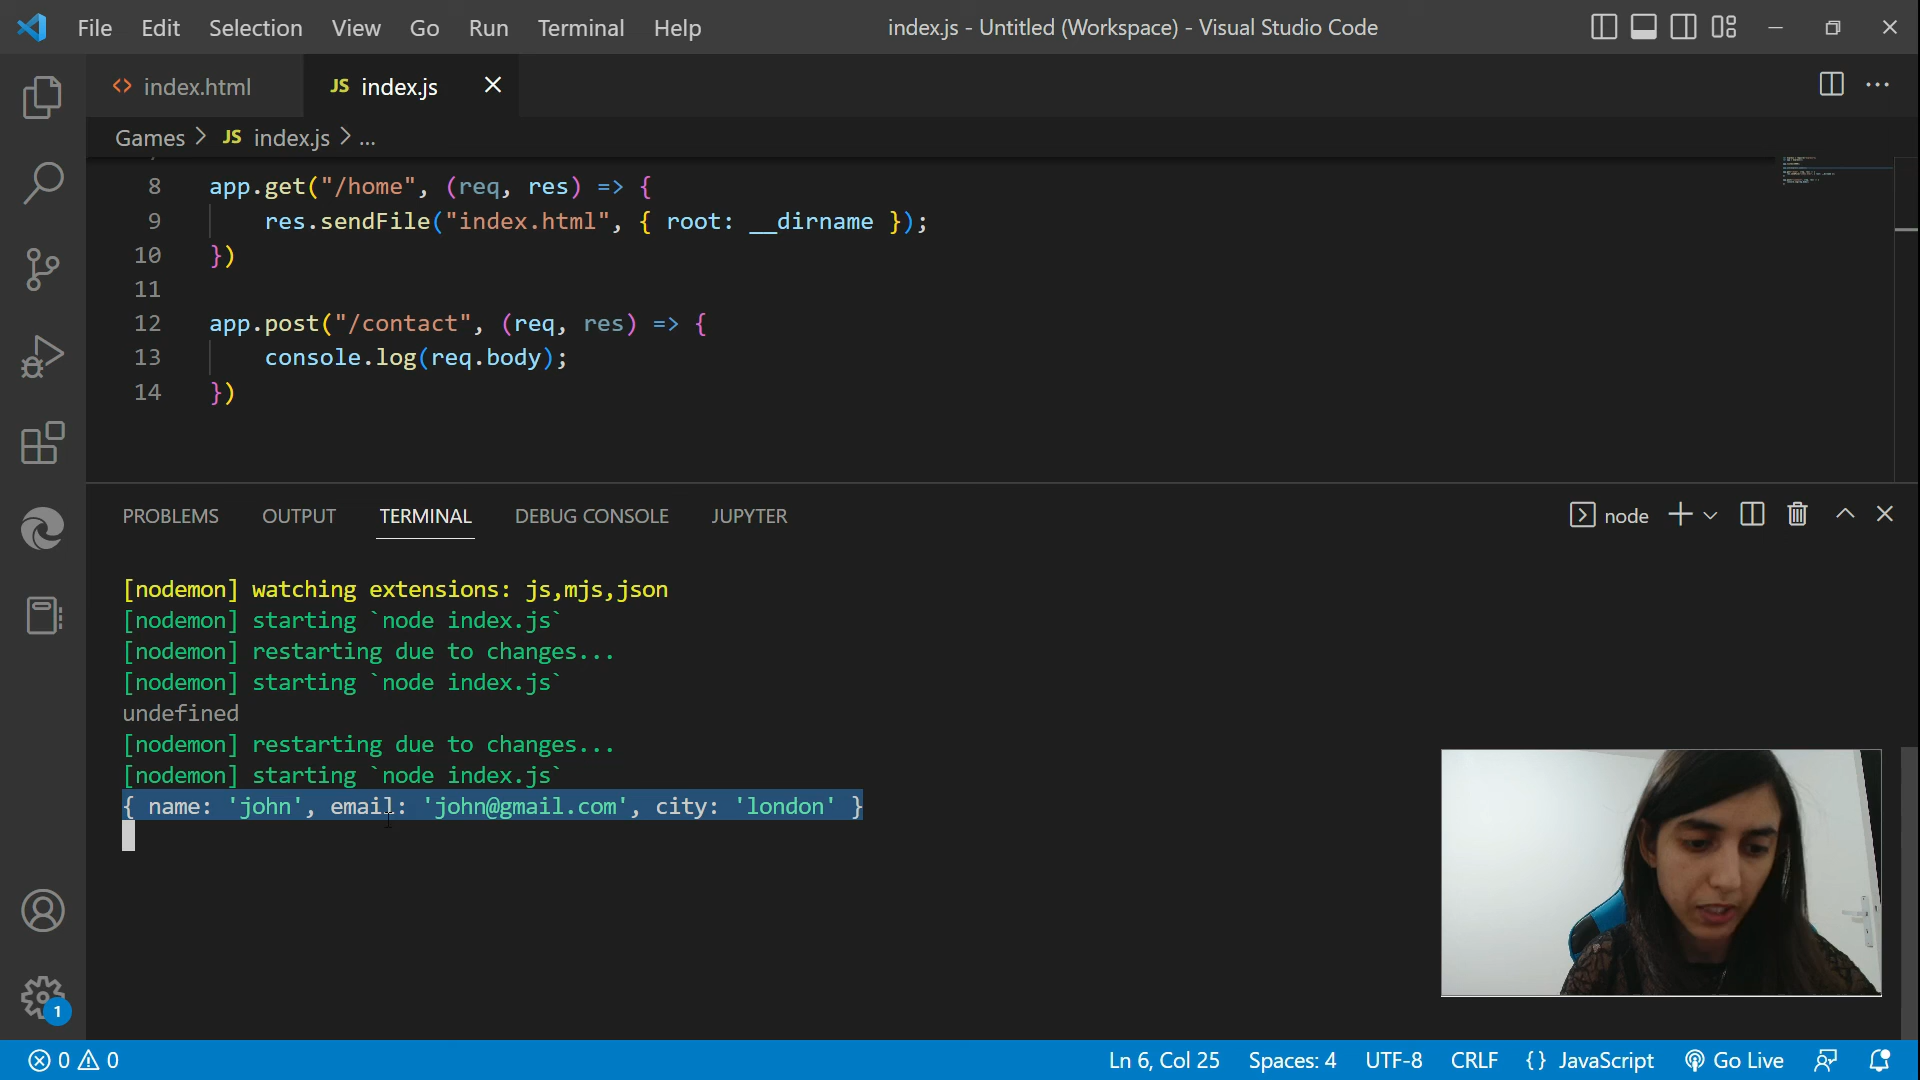 File Edit Selection View Go Run Terminal Help index.js - Untitled (Workspace) - Visual Studio Code
index.html JS index.js
Games > JS index.js > ...
8 app.get("/home", (req, res) => {
9 res.sendFile("index.html", { root: __dirname });
10 })
11
12 app.post("/contact", (req, res) => {
13 console.log(req.body);
14 })
PROBLEMS OUTPUT TERMINAL DEBUG CONSOLE JUPYTER node
[nodemon] watching extensions: js,mjs,json
[nodemon] starting `node index.js`
[nodemon] restarting due to changes...
[nodemon] starting `node index.js`
undefined
[nodemon] restarting due to changes...
[nodemon] starting `node index.js`
{ name: 'john', email: 'john@gmail.com', city: 'london' }
1
0 0 Ln 6, Col 25 Spaces: 4 UTF-8 CRLF {} JavaScript Go Live